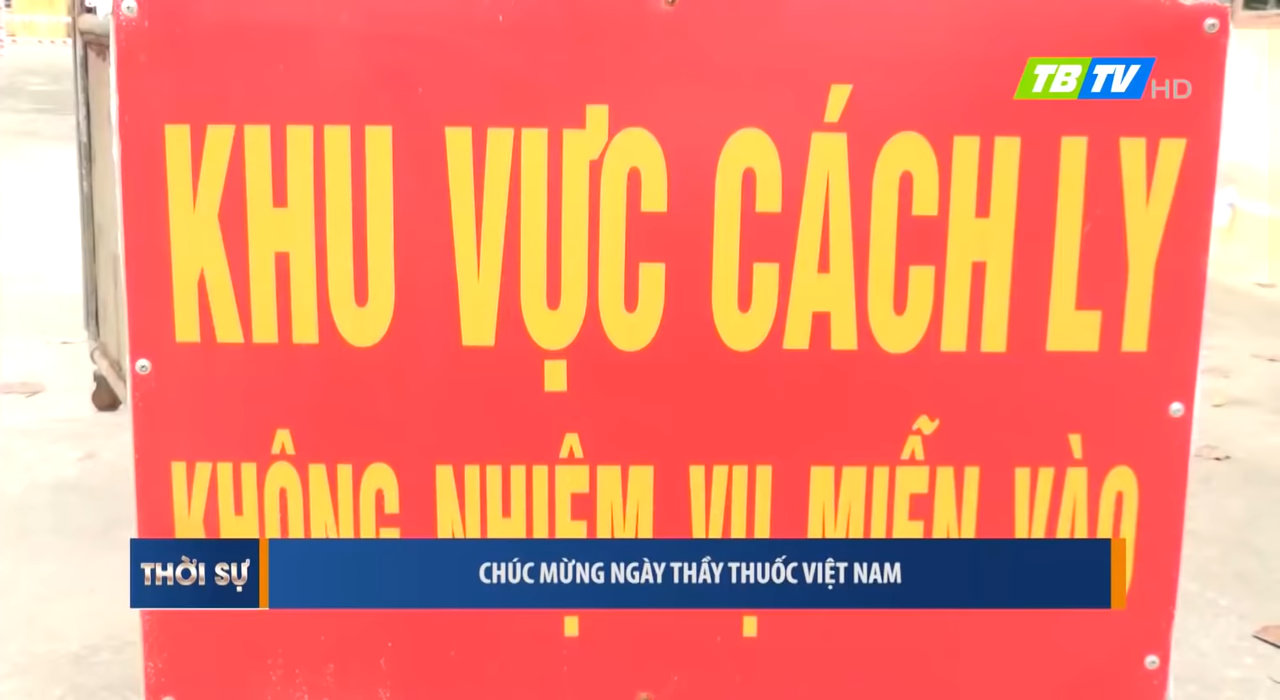 TBTV HD
KHU VỰC CÁCH LY
KHÔNG NHIỆM VỤ MIỄN VÀO
THỜI SỰ
CHÚC MỪNG NGÀY THẦY THUỐC VIỆT NAM